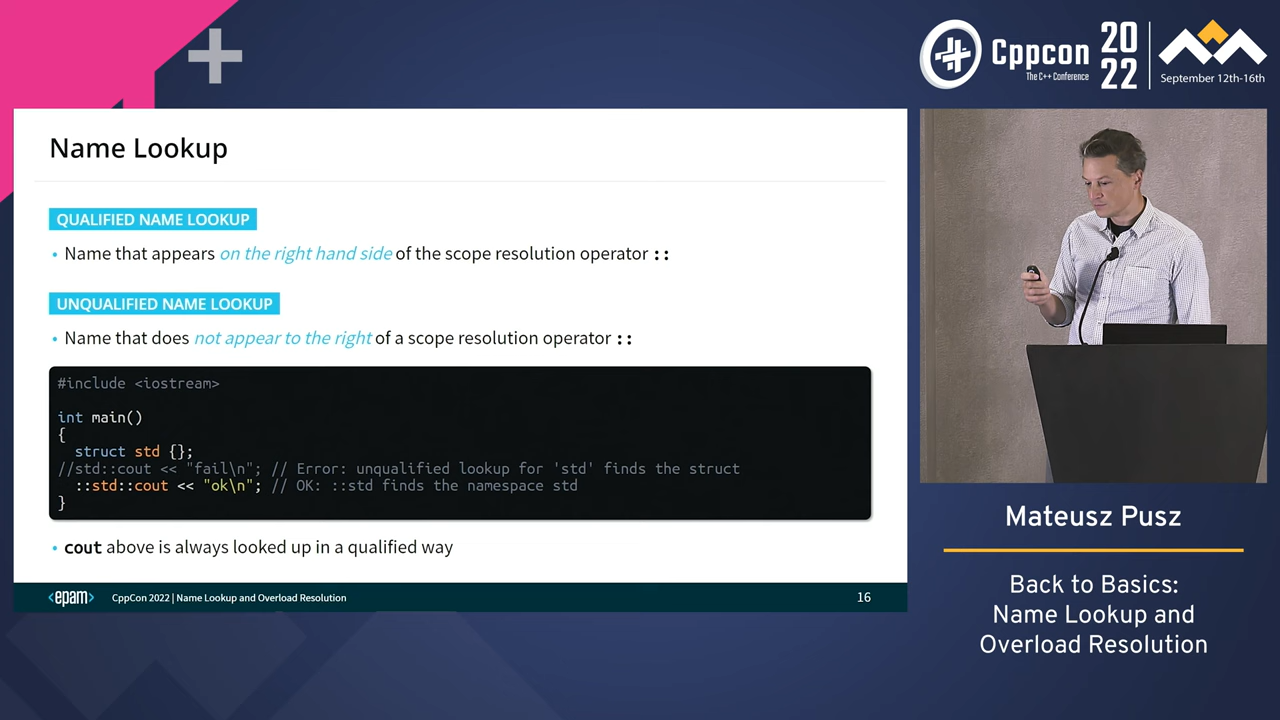 Cppcon
The C++ Conference
20
22
September 12th-16th
Name Lookup
QUALIFIED NAME LOOKUP
• Name that appears on the right hand side of the scope resolution operator ::
UNQUALIFIED NAME LOOKUP
• Name that does not appear to the right of a scope resolution operator ::
#include <iostream>
int main()
{
  struct std {};
//std::cout << "fail\n"; // Error: unqualified lookup for 'std' finds the struct
  ::std::cout << "ok\n"; // OK: ::std finds the namespace std
}
• cout above is always looked up in a qualified way
<epam>
CppCon 2022 | Name Lookup and Overload Resolution
16
Mateusz Pusz
Back to Basics:
Name Lookup and
Overload Resolution